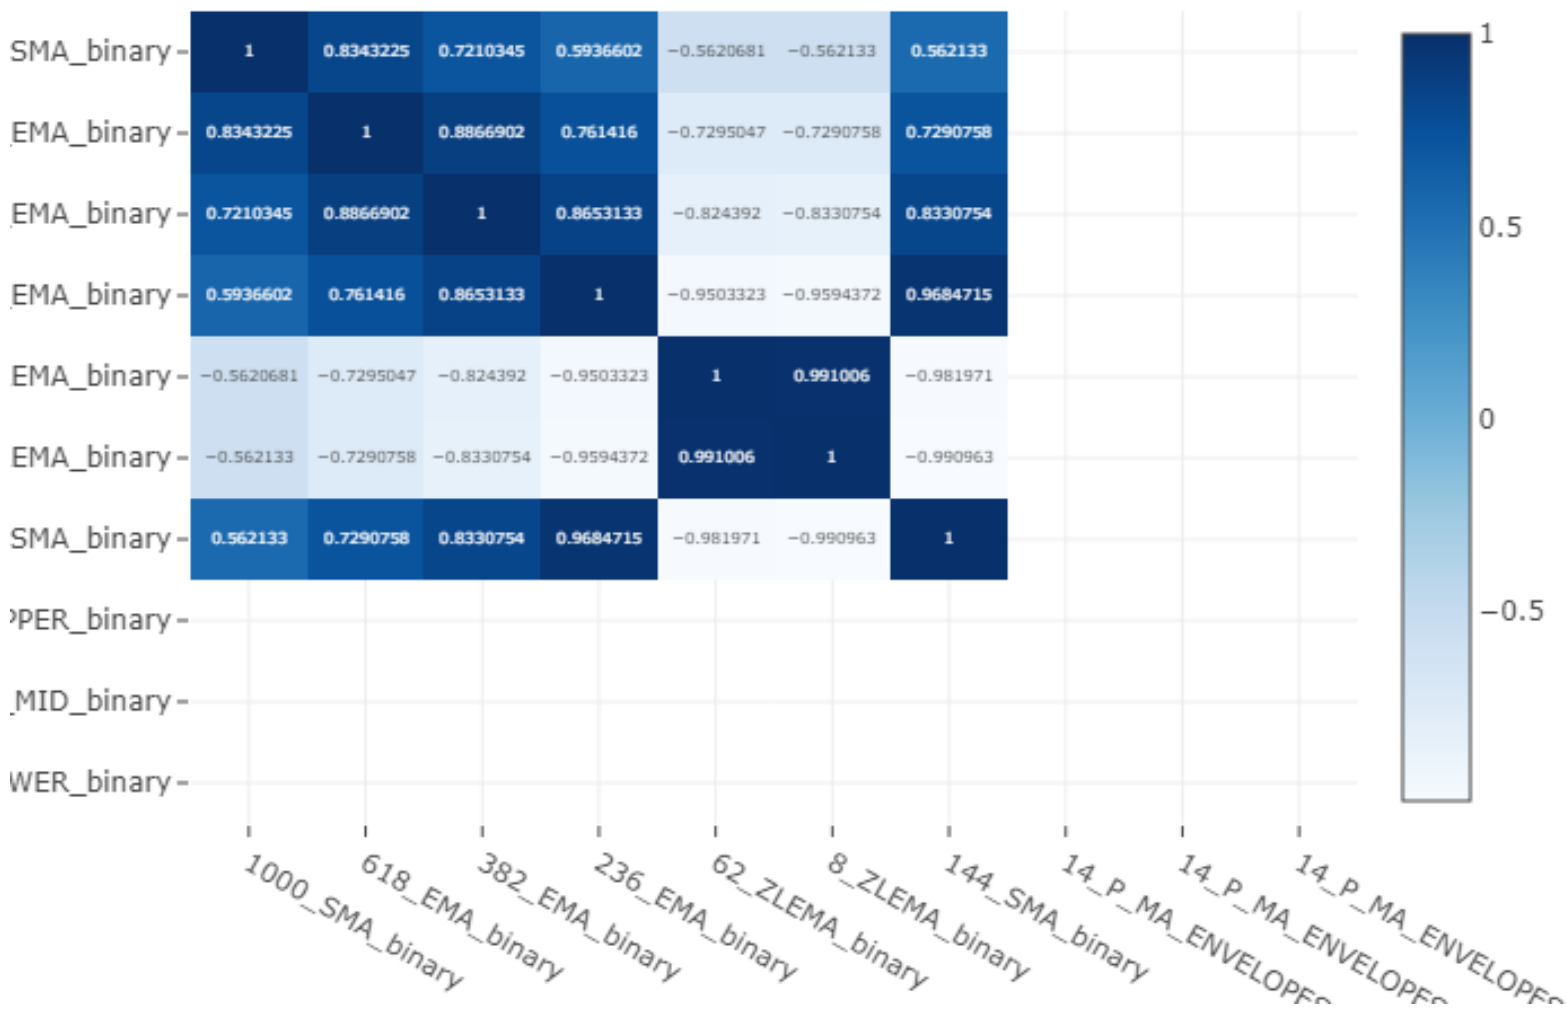 SMA_binary 1 0.8343225 0.7210345 0.5936602 −0.5620681 −0.562133 0.562133
EMA_binary 0.8343225 1 0.8866902 0.761416 −0.7295047 −0.7290758 0.7290758
EMA_binary 0.7210345 0.8866902 1 0.8653133 −0.824392 −0.8330754 0.8330754
EMA_binary 0.5936602 0.761416 0.8653133 1 −0.9503323 −0.9594372 0.9684715
EMA_binary −0.5620681 −0.7295047 −0.824392 −0.9503323 1 0.991006 −0.981971
EMA_binary −0.562133 −0.7290758 −0.8330754 −0.9594372 0.991006 1 −0.990963
SMA_binary 0.562133 0.7290758 0.8330754 0.9684715 −0.981971 −0.990963 1
PPER_binary
_MID_binary
WER_binary
1000_SMA_binary
618_EMA_binary
382_EMA_binary
236_EMA_binary
62_ZLEMA_binary
8_ZLEMA_binary
144_SMA_binary
14_P_MA_ENVELOPES
14_P_MA_ENVELOPES
14_P_MA_ENVELOPES
1
0.5
0
−0.5